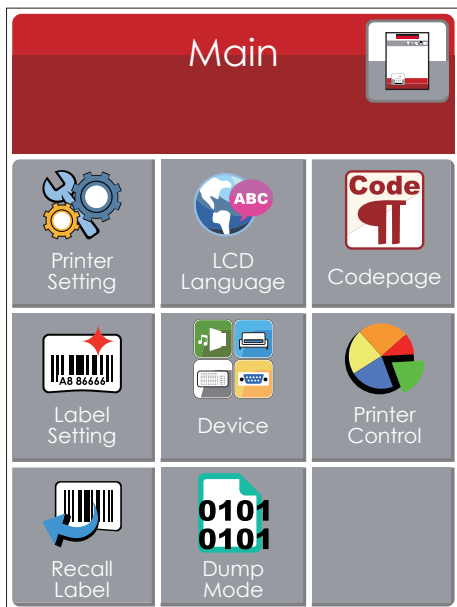 Main
ABC
Code
Printer
Setting
LCD
Language
Codepage
A8 86666
Label
Setting
Device
Printer
Control
Recall
Label
0101
0101
Dump
Mode